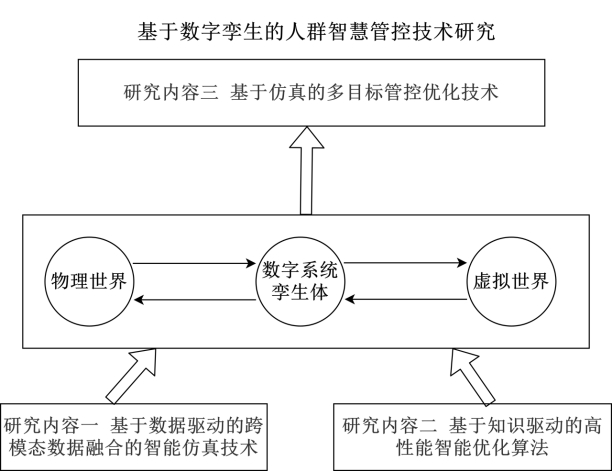 基于数字孪生的人群智慧管控技术研究
研究内容三 基于仿真的多目标管控优化技术
物理世界
数字系统
孪生体
虚拟世界
研究内容一 基于数据驱动的跨
模态数据融合的智能仿真技术
研究内容二 基于知识驱动的高
性能智能优化算法